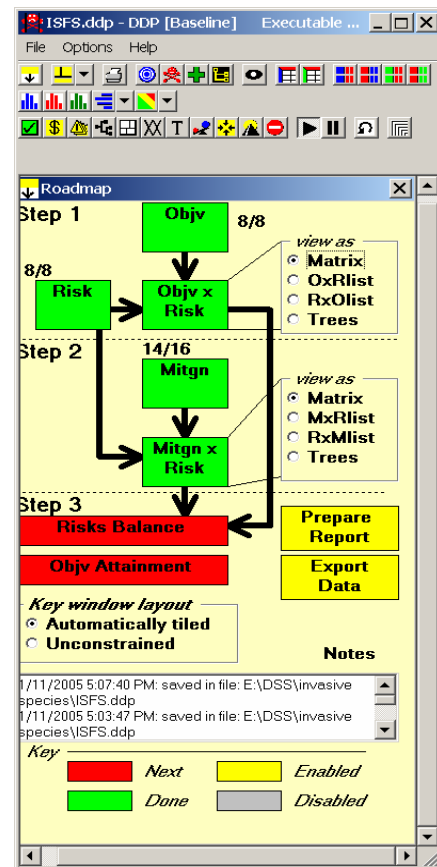 ISFS.ddp - DDP [Baseline] Executable ...
File Options Help
T
Roadmap
Step 1
Objv
8/8
view as
Matrix
OxRlist
RxOlist
Trees
8/8
Risk
Objv x
Risk
Step 2
14/16
Mitgn
view as
Matrix
MxRlist
RxMlist
Trees
Mitgn x
Risk
Step 3
Risks Balance
Prepare
Report
Objv Attainment
Export
Data
Key window layout
Automatically tiled
Unconstrained
Notes
1/11/2005 5:07:40 PM: saved in file: E:\DSS\invasive
species\ISFS.ddp
1/11/2005 5:03:47 PM: saved in file: E:\DSS\invasive
species\ISFS.ddp
Key
Next
Enabled
Done
Disabled